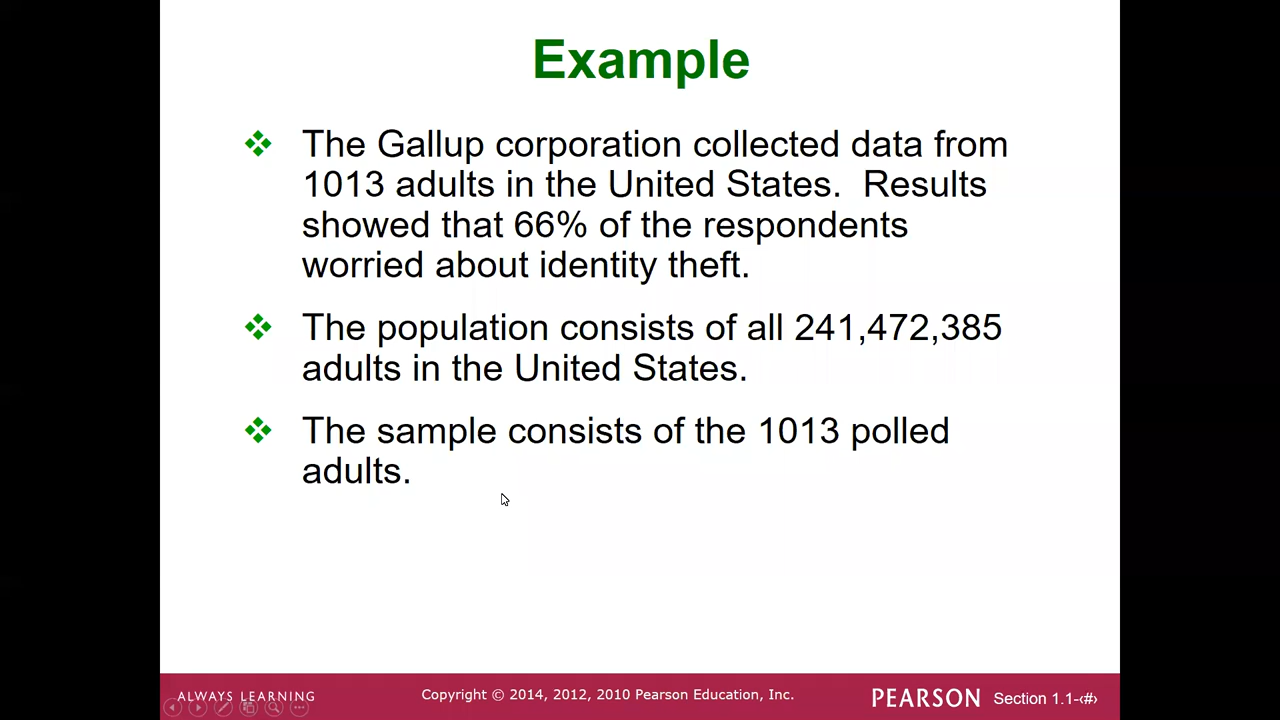 Example
The Gallup corporation collected data from
1013 adults in the United States.  Results
showed that 66% of the respondents
worried about identity theft.
The population consists of all 241,472,385
adults in the United States.
The sample consists of the 1013 polled
adults.
ALWAYS LEARNING
Copyright © 2014, 2012, 2010 Pearson Education, Inc.
PEARSON
Section 1.1-‹#›